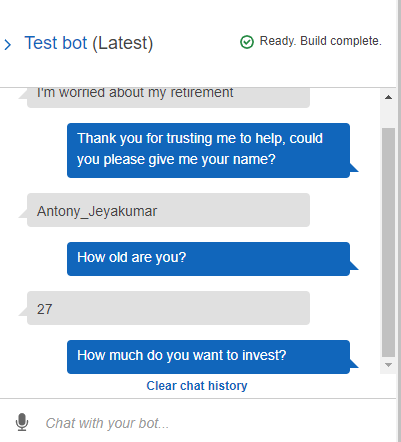 Test bot (Latest)
Ready. Build complete.
I'm worried about my retirement
Thank you for trusting me to help, could
you please give me your name?
Antony_Jeyakumar
How old are you?
27
How much do you want to invest?
Clear chat history
Chat with your bot...